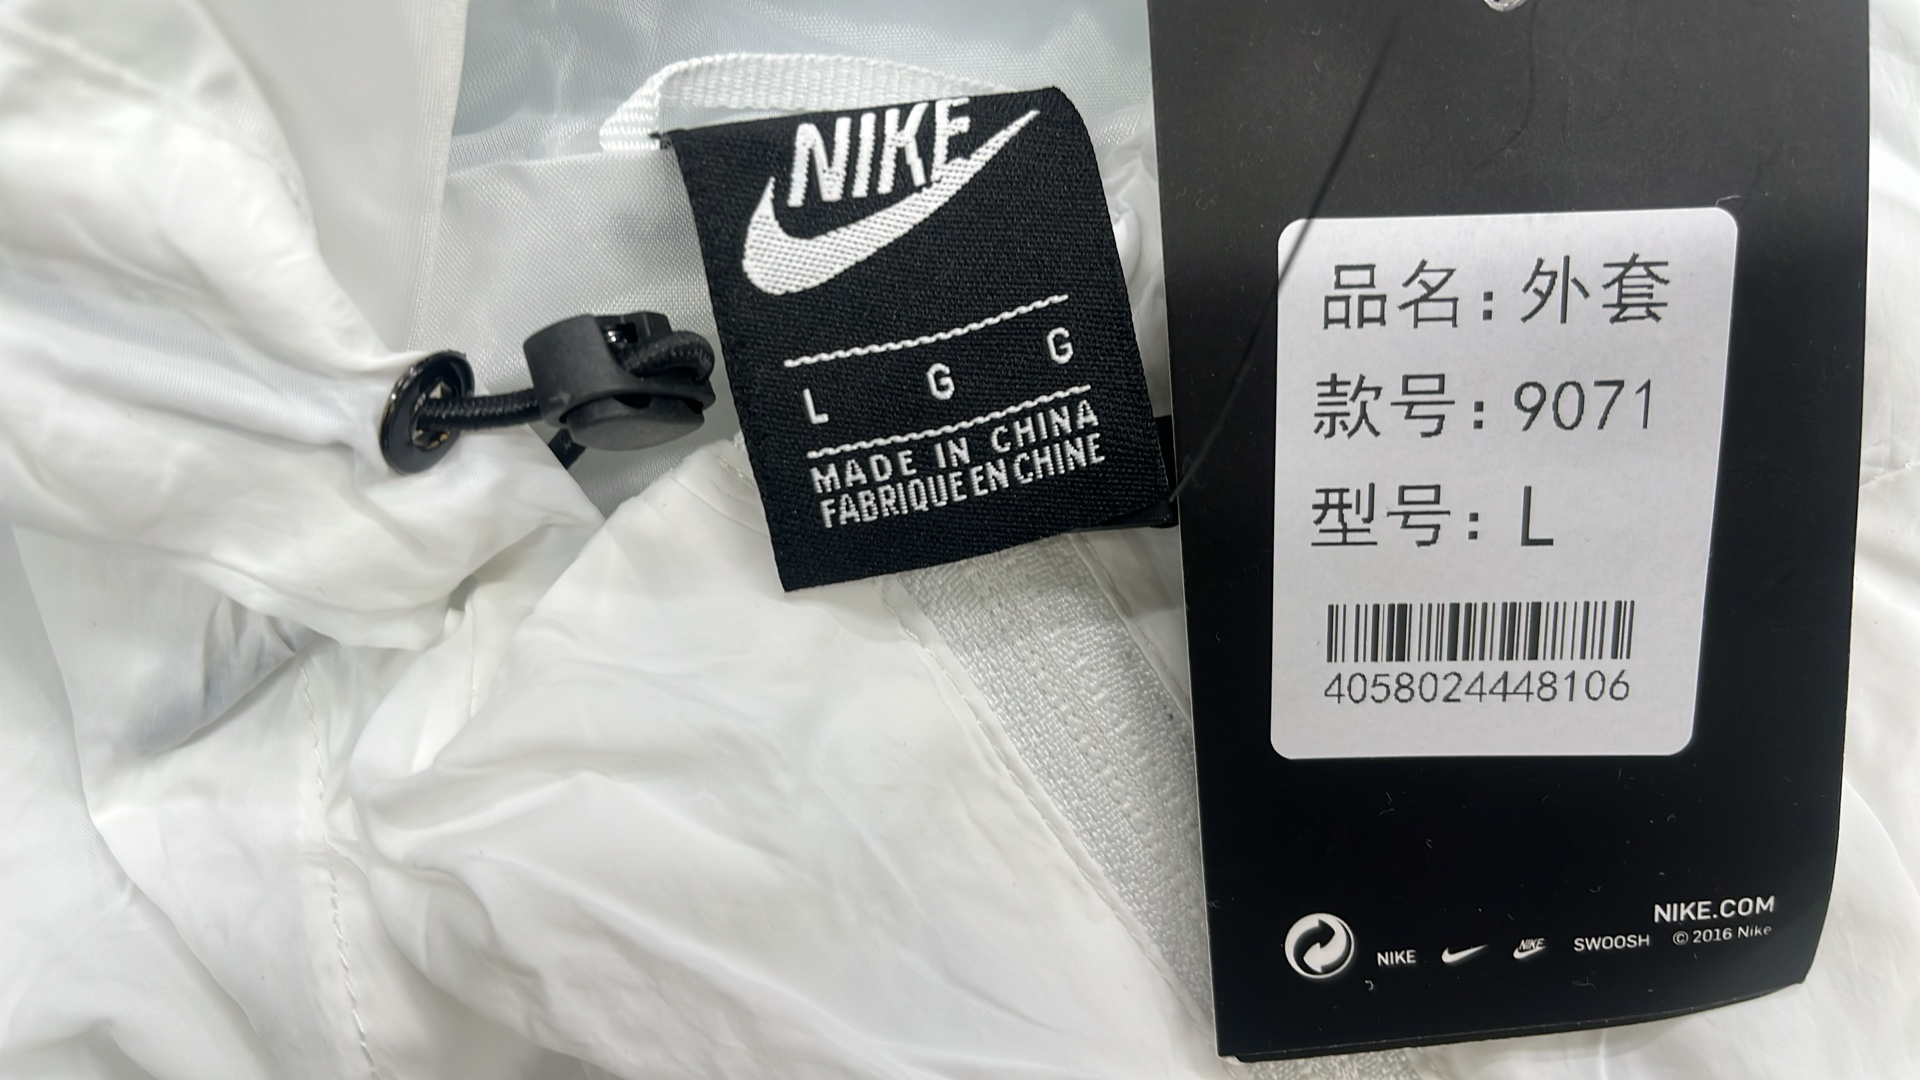 NIKE
L G G
MADE IN CHINA
FABRIQUE EN CHINE
品名：外套
款号：9071
型号：L
4058024448106
NIKE.COM
NIKE NIKE SWOOSH © 2016 Nike